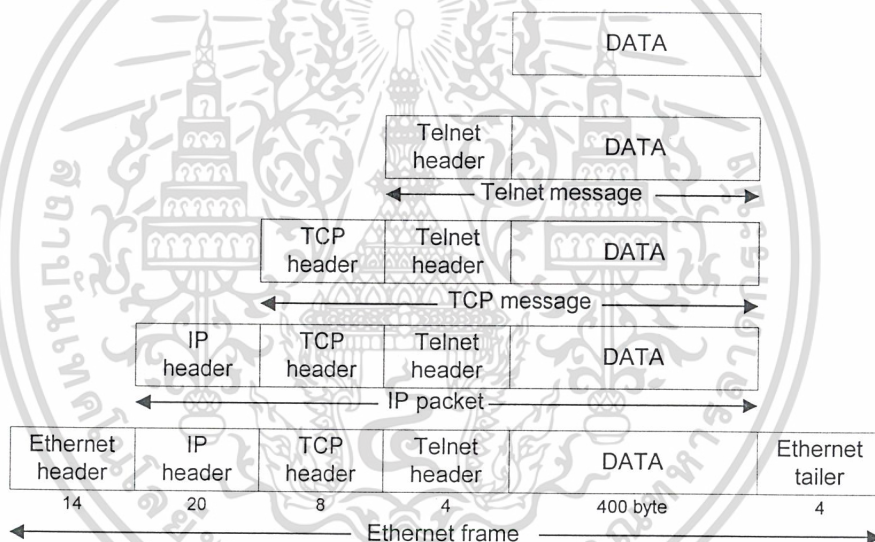 DATA
Telnet header DATA
Telnet message
TCP header Telnet header DATA
TCP message
IP header TCP header Telnet header DATA
IP packet
Ethernet header IP header TCP header Telnet header DATA Ethernet tailer
14 20 8 4 400 byte 4
Ethernet frame